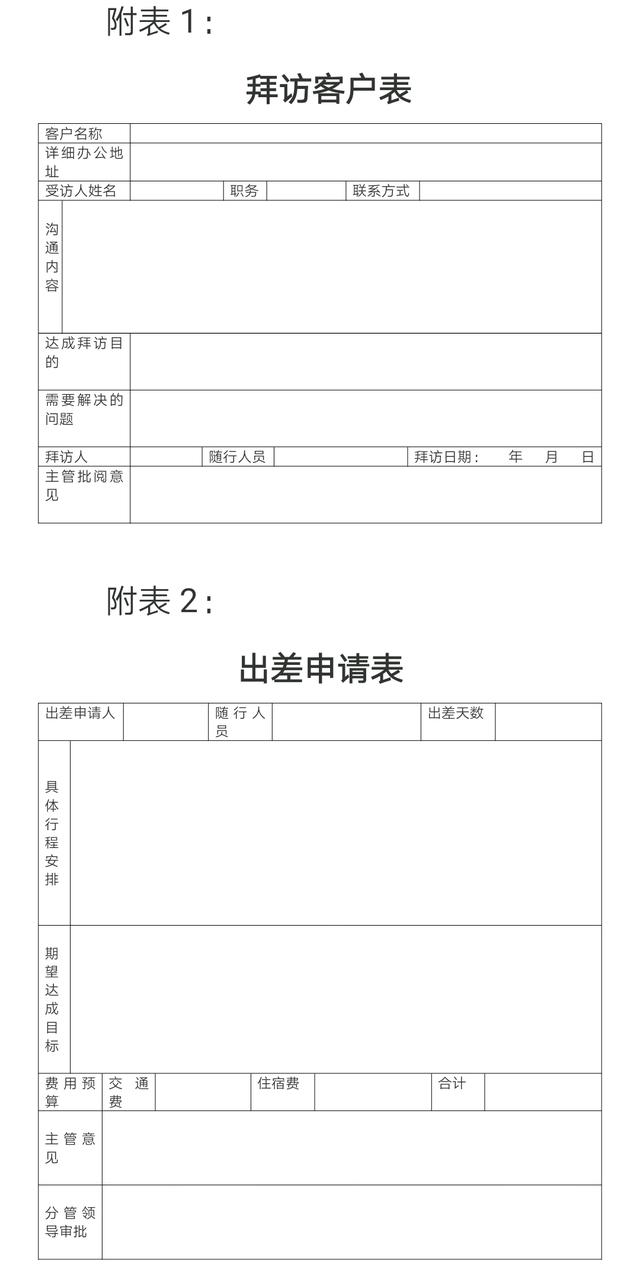 附表 1：
拜访客户表
客户名称
详细办公地
址
受访人姓名 职务 联系方式
沟
通
内
容
达成拜访目
的
需要解决的
问题
拜访人 随行人员 拜访日期： 年 月 日
主管批阅意
见
附表 2：
出差申请表
出差申请人 随行人 出差天数
员
具
体
行
程
安
排
期
望
达
成
目
标
费用预 交通 住宿费 合计
算 费
主管意
见
分管领
导审批